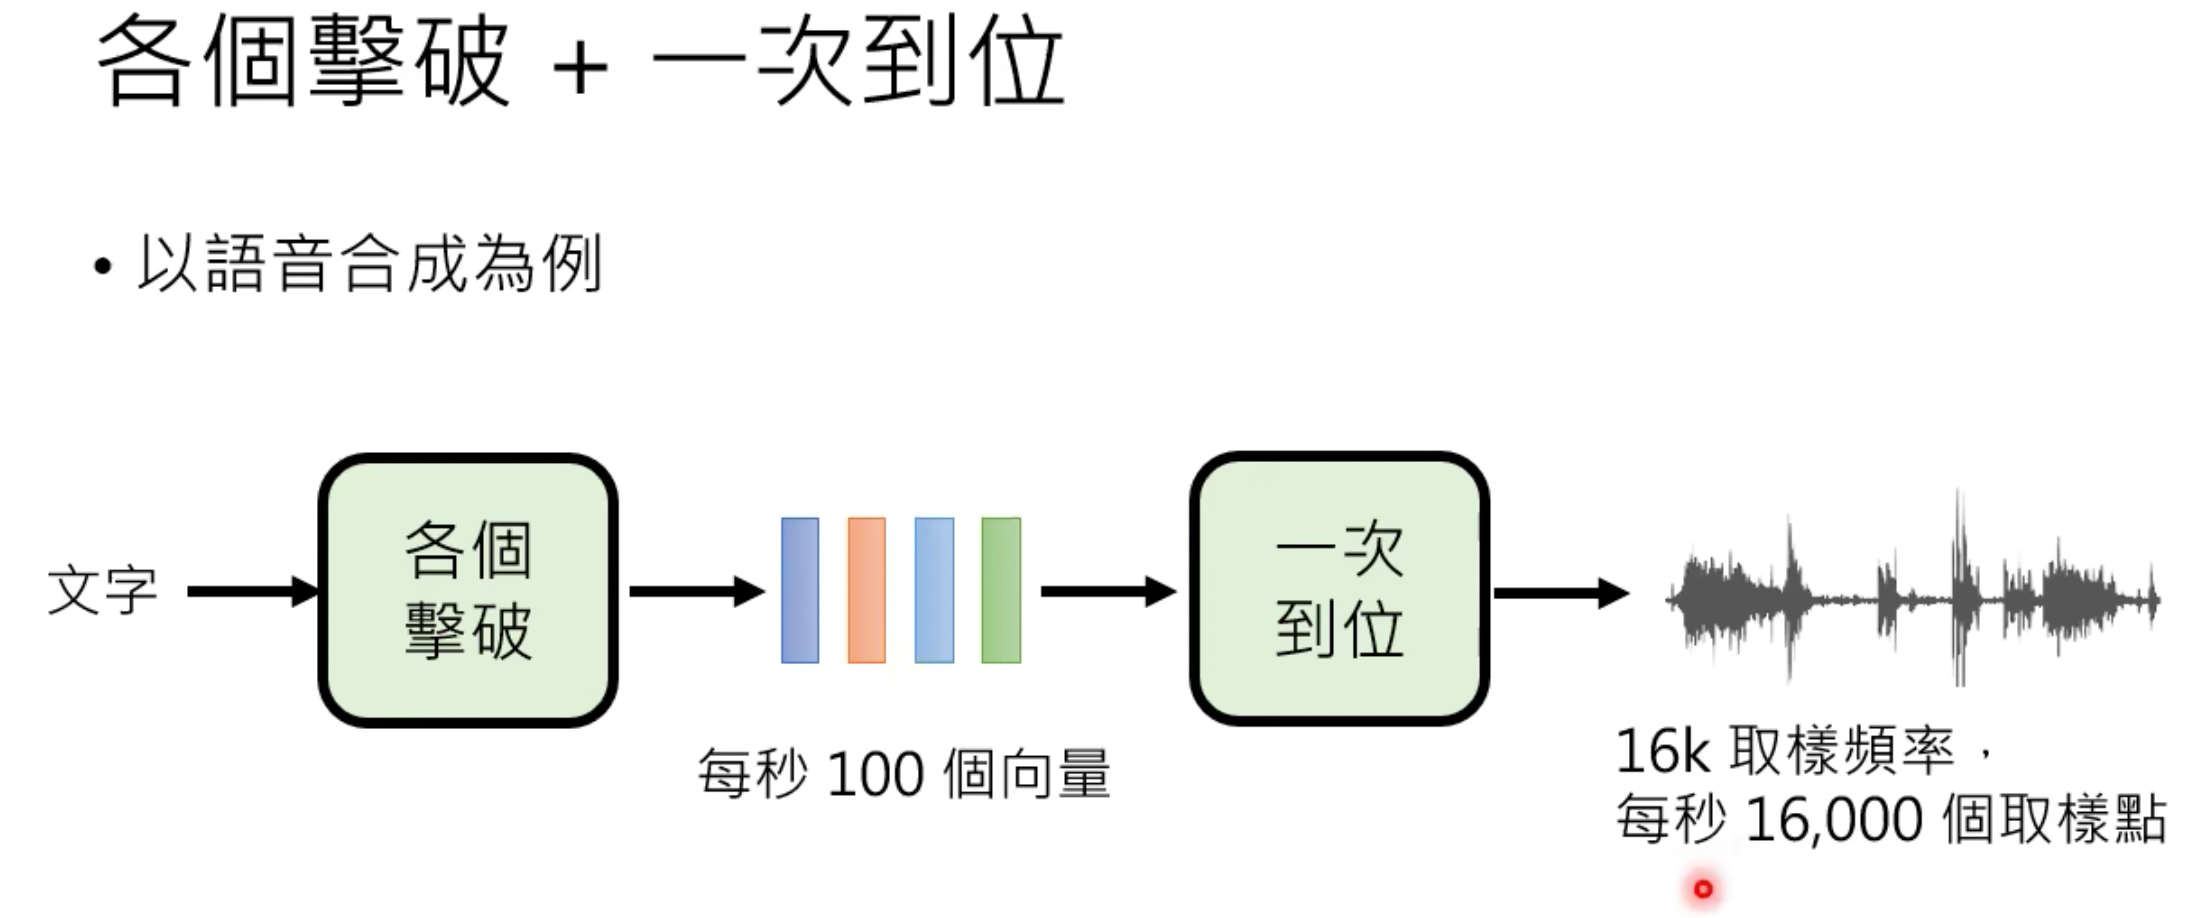 各個擊破 + 一次到位
• 以語音合成為例
文字
各個
擊破
每秒 100 個向量
一次
到位
16k 取樣頻率，
每秒 16,000 個取樣點